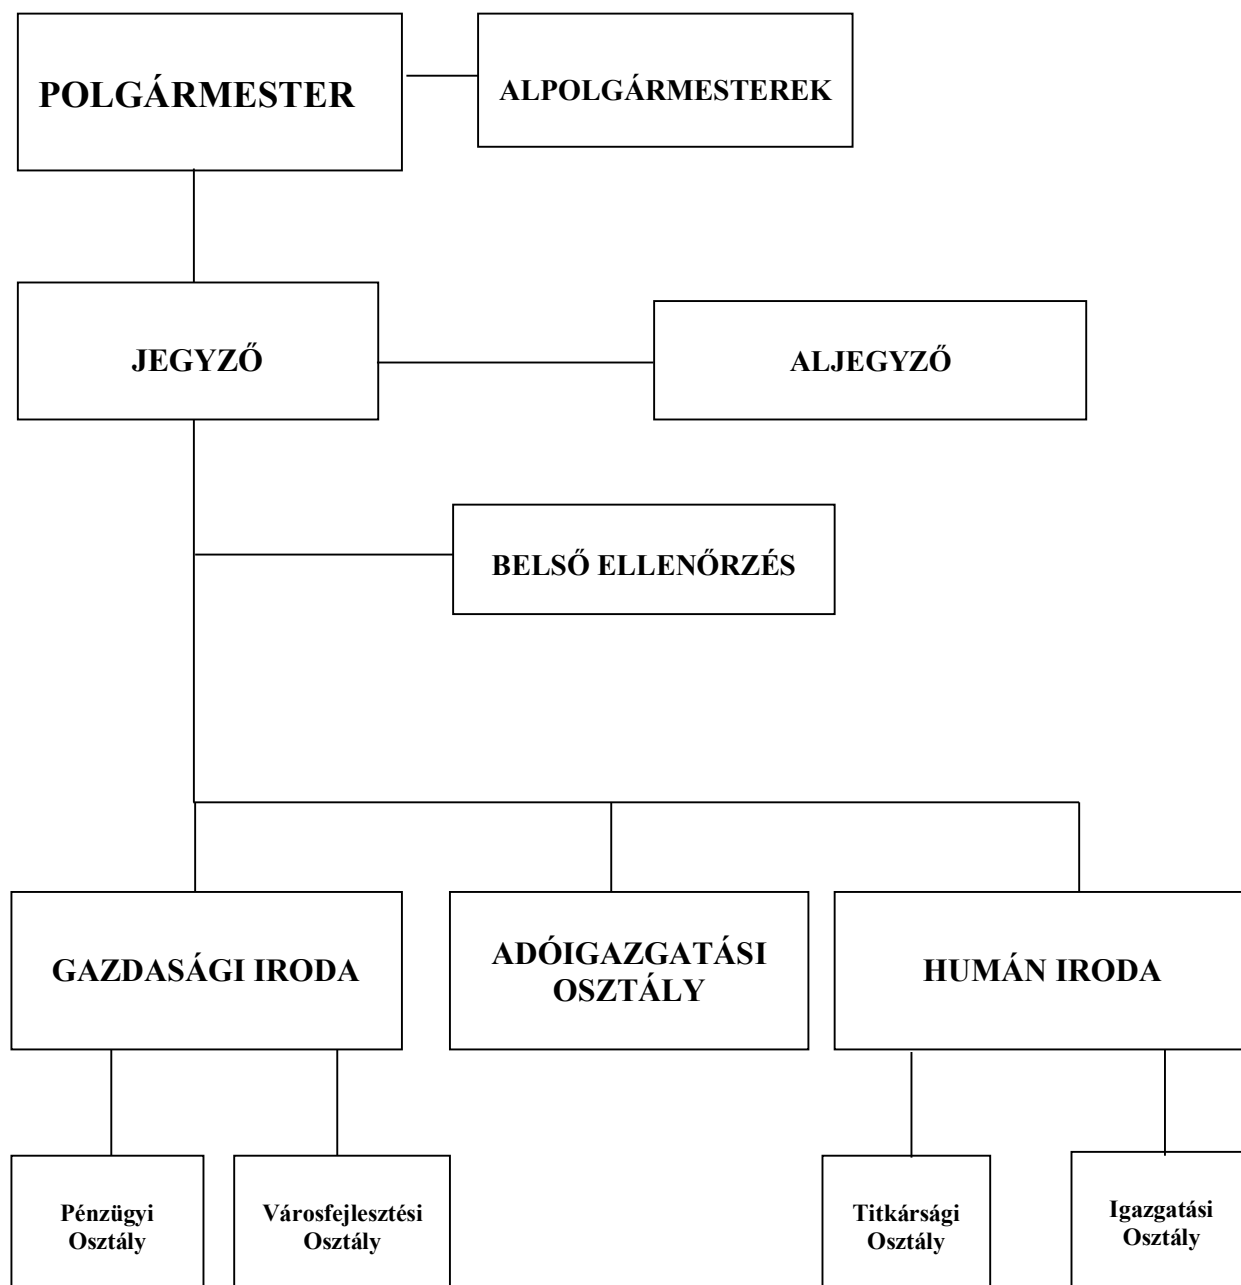 POLGÁRMESTER
ALPOLGÁRMESTEREK
JEGYZŐ
ALJEGYZŐ
BELSŐ ELLENŐRZÉS
GAZDASÁGI IRODA
ADÓIGAZGATÁSI
OSZTÁLY
HUMÁN IRODA
Pénzügyi
Osztály
Városfejlesztési
Osztály
Titkársági
Osztály
Igazgatási
Osztály